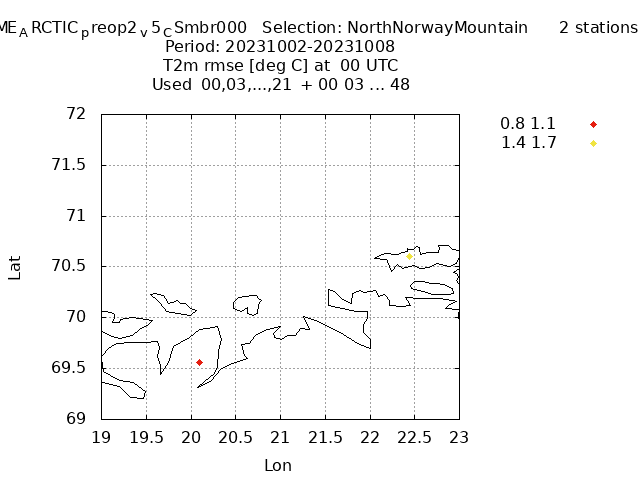 ME_ARCTIC_preop2_v5_CSmbr000 Selection: NorthNorwayMountain 2 stations
Period: 20231002-20231008
T2m rmse [deg C] at 00 UTC
Used 00,03,...,21 + 00 03 ... 48
0.8 1.1
1.4 1.7
72
71.5
71
70.5
70
69.5
69
Lat
19 19.5 20 20.5 21 21.5 22 22.5 23
Lon